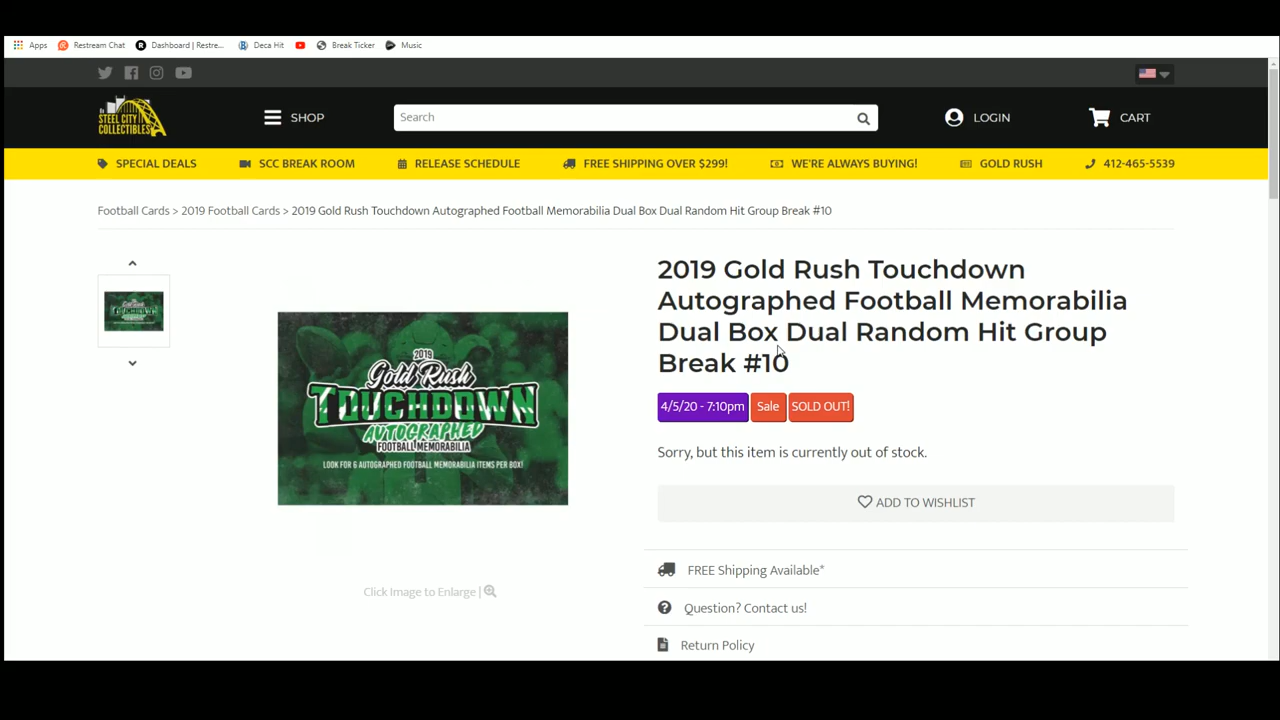 Apps Restream Chat Dashboard | Restre... Deca Hit Break Ticker Music
STEEL CITY
COLLECTIBLES
SHOP Search LOGIN CART
SPECIAL DEALS SCC BREAK ROOM RELEASE SCHEDULE FREE SHIPPING OVER $299! WE'RE ALWAYS BUYING! GOLD RUSH 412-465-5539
Football Cards > 2019 Football Cards > 2019 Gold Rush Touchdown Autographed Football Memorabilia Dual Box Dual Random Hit Group Break #10
2019 Gold Rush Touchdown
Autographed Football Memorabilia
Dual Box Dual Random Hit Group
Break #10
2019
Gold Rush
TOUCHDOWN
AUTOGRAPHED
FOOTBALL MEMORABILIA
LOOK FOR 6 AUTOGRAPHED FOOTBALL MEMORABILIA ITEMS PER BOX!
4/5/20 - 7:10pm Sale SOLD OUT!
Sorry, but this item is currently out of stock.
ADD TO WISHLIST
FREE Shipping Available*
Click Image to Enlarge |
Question? Contact us!
Return Policy